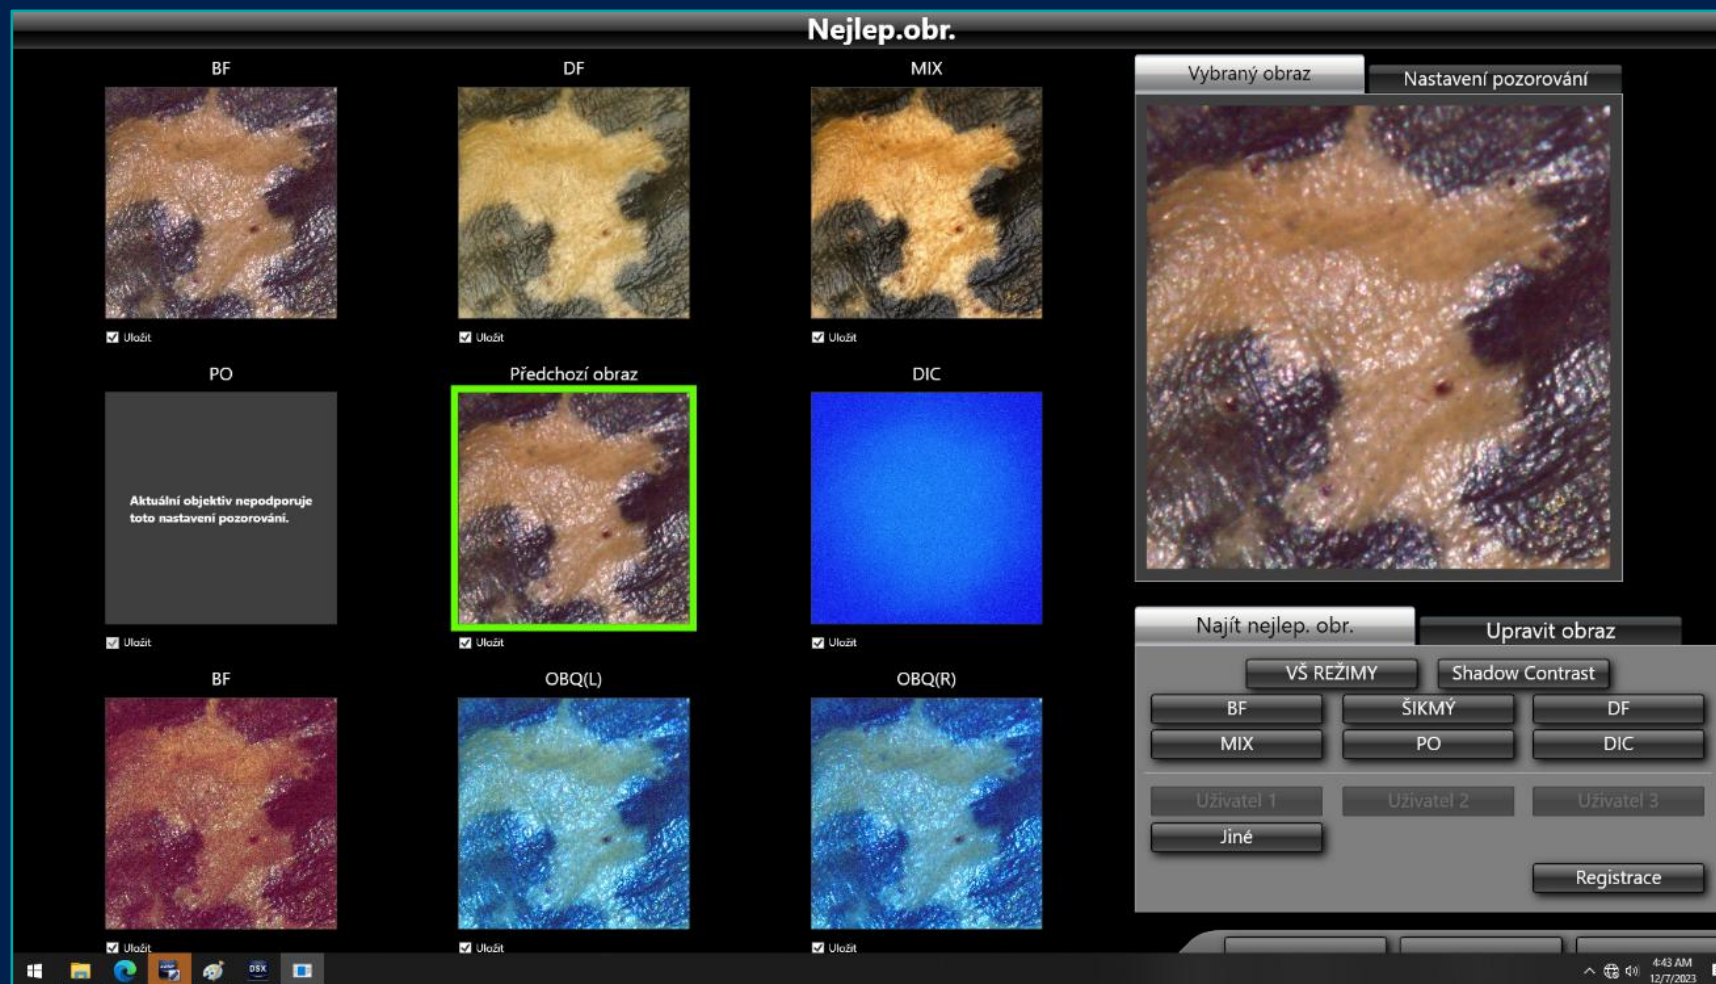 Nejlep.obr.
BF
DF
MIX
Uložit
Uložit
Uložit
PO
Předchozí obraz
DIC
Aktuální objektiv nepodporuje
toto nastavení pozorování.
Uložit
Uložit
Uložit
BF
OBQ(L)
OBQ(R)
Uložit
Uložit
Uložit
Vybraný obraz
Nastavení pozorování
Najít nejlep. obr.
Upravit obraz
VŠ REŽIMY
Shadow Contrast
BF
ŠIKMÝ
DF
MIX
PO
DIC
Uživatel 1
Uživatel 2
Uživatel 3
Jiné
Registrace
DSX
4:43 AM
12/7/2023